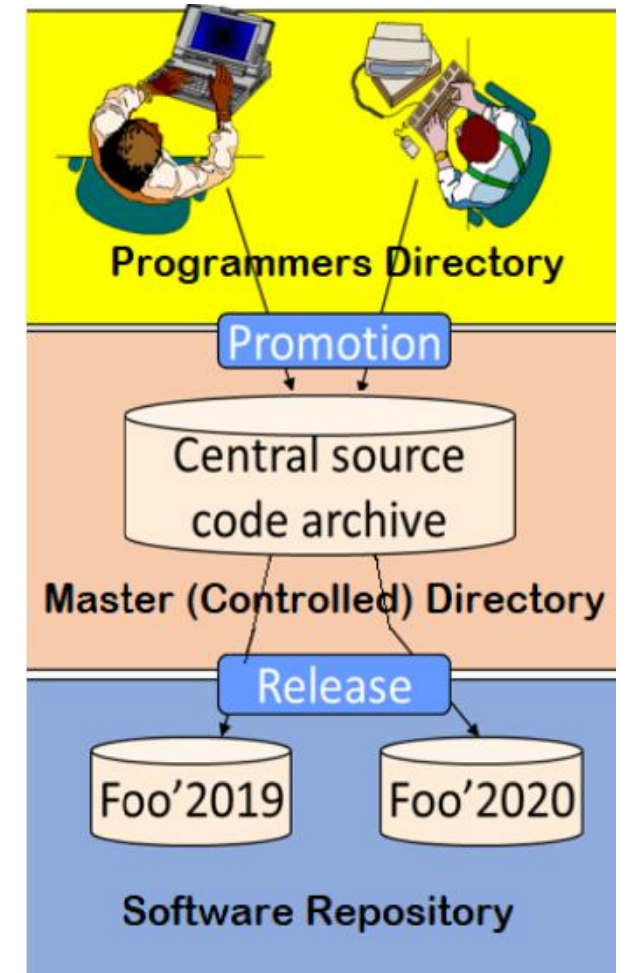 Programmers Directory
Promotion
Central source
code archive
Master (Controlled) Directory
Release
Foo’2019
Foo’2020
Software Repository